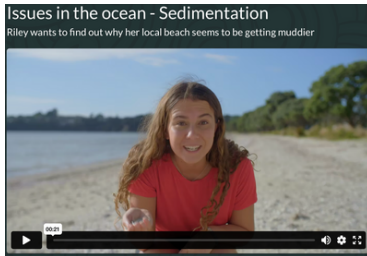 Issues in the ocean - Sedimentation
Riley wants to find out why her local beach seems to be getting muddier
00:21